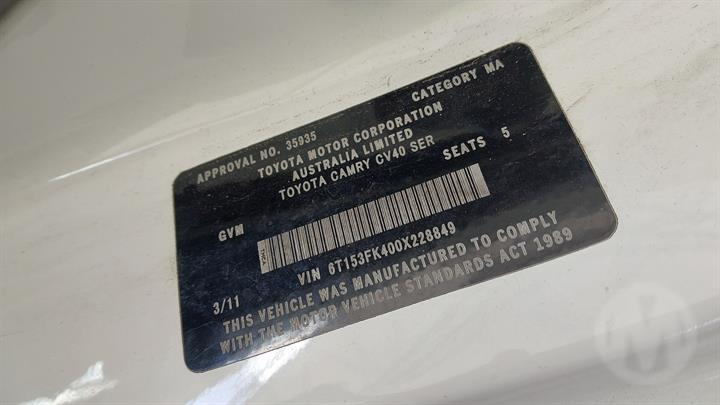 APPROVAL NO. 35935 CATEGORY MA
TOYOTA MOTOR CORPORATION
AUSTRALIA LIMITED
TOYOTA CAMRY CV40 SER
GVM SEATS 5
VIN 6T153FK400X228849
3/11
THIS VEHICLE WAS MANUFACTURED TO COMPLY
WITH THE MOTOR VEHICLE STANDARDS ACT 1989
M